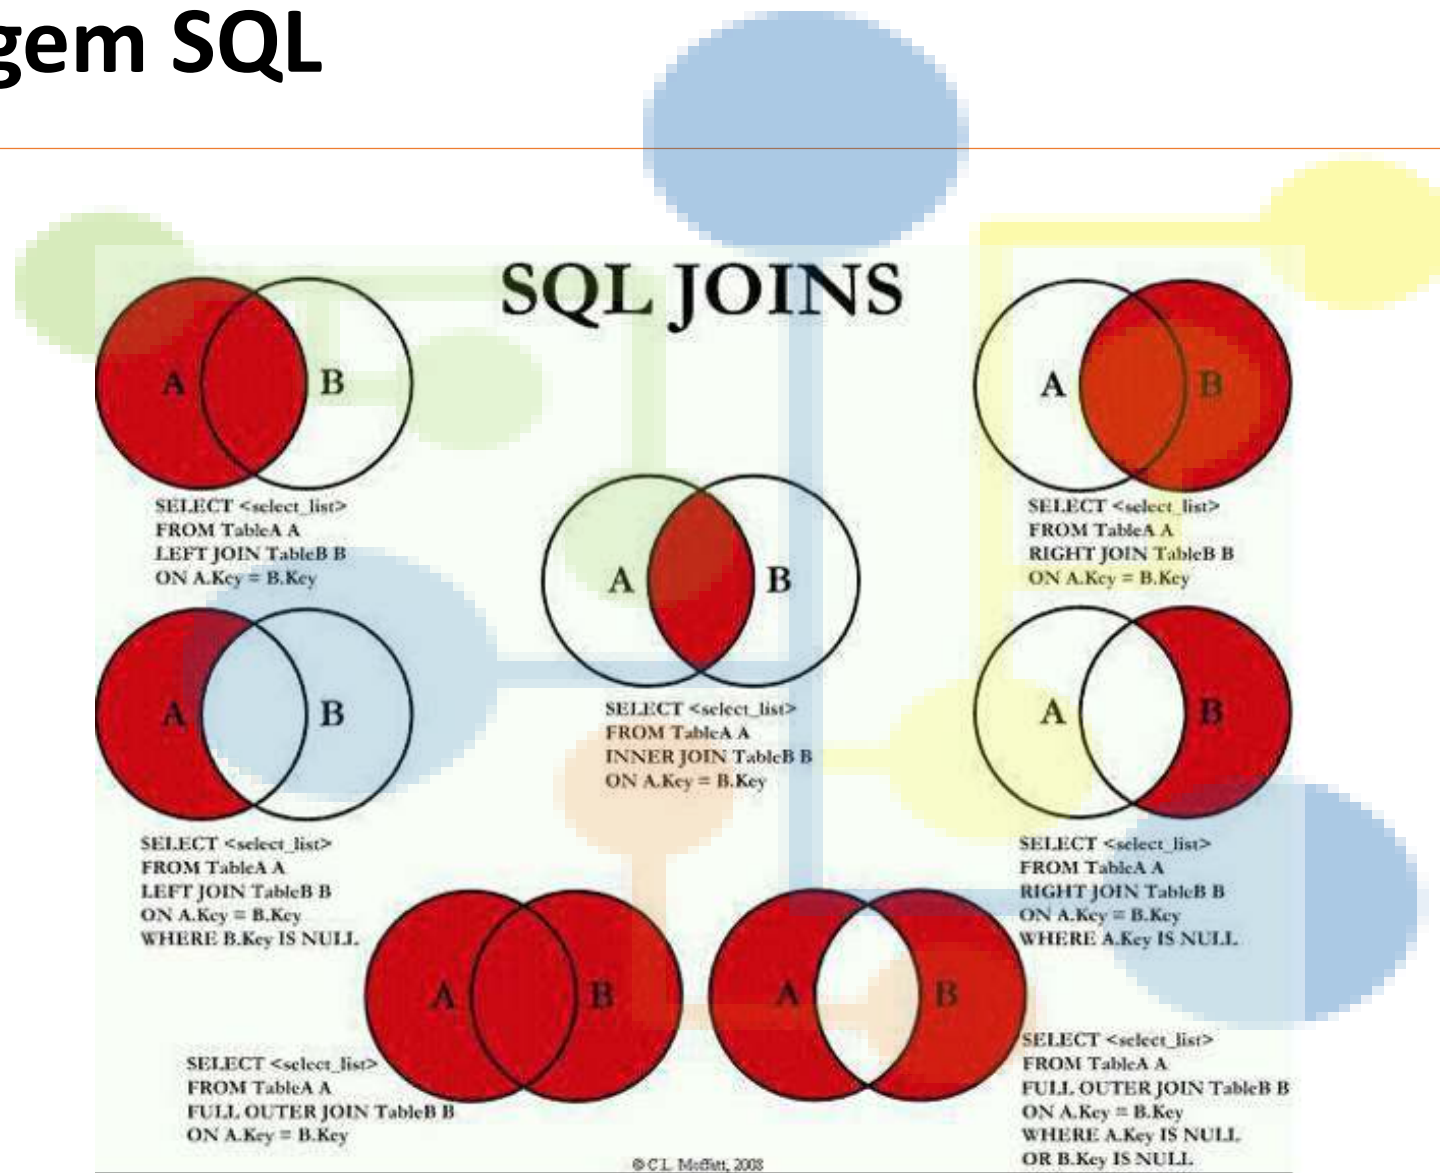 gem SQL
SQL JOINS
A
B
SELECT <select_list>
FROM TableA A
LEFT JOIN TableB B
ON A.Key = B.Key
A
B
SELECT <select_list>
FROM TableA A
RIGHT JOIN TableB B
ON A.Key = B.Key
A
B
SELECT <select_list>
FROM TableA A
INNER JOIN TableB B
ON A.Key = B.Key
A
B
SELECT <select_list>
FROM TableA A
LEFT JOIN TableB B
ON A.Key = B.Key
WHERE B.Key IS NULL
A
B
SELECT <select_list>
FROM TableA A
RIGHT JOIN TableB B
ON A.Key = B.Key
WHERE A.Key IS NULL
A
B
SELECT <select_list>
FROM TableA A
FULL OUTER JOIN TableB B
ON A.Key = B.Key
A
B
SELECT <select_list>
FROM TableA A
FULL OUTER JOIN TableB B
ON A.Key = B.Key
WHERE A.Key IS NULL
OR B.Key IS NULL
© C.L. Moffatt, 2008